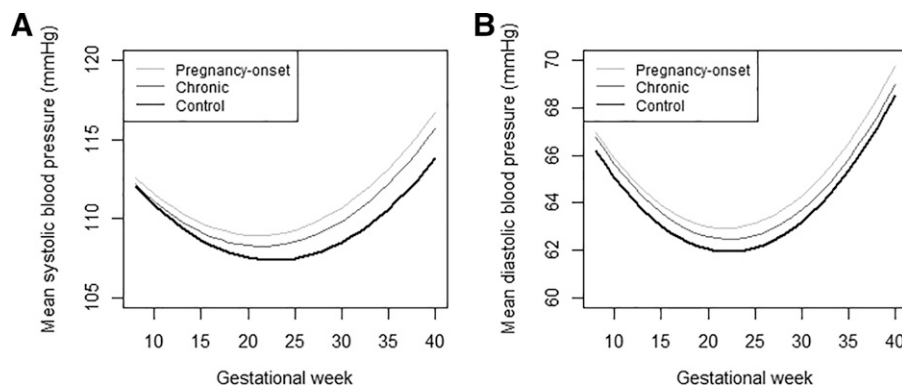 A
Mean systolic blood pressure (mmHg)
120
115
110
105
Pregnancy-onset
Chronic
Control
10 15 20 25 30 35 40
Gestational week
B
Mean diastolic blood pressure (mmHg)
70
68
66
64
62
60
Pregnancy-onset
Chronic
Control
10 15 20 25 30 35 40
Gestational week